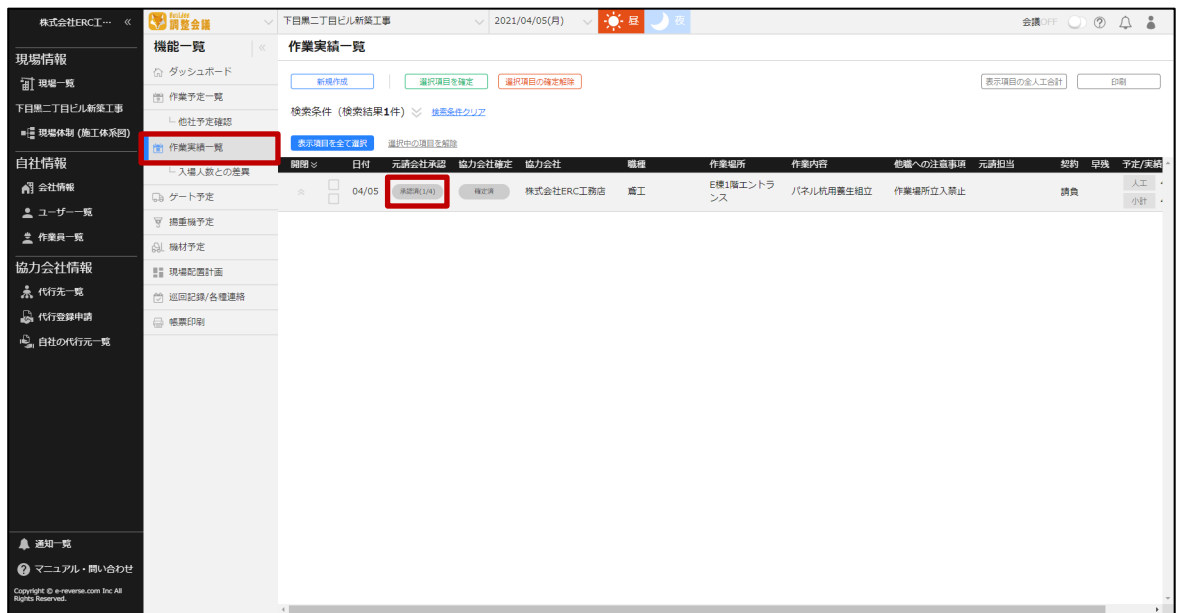 株式会社ERC工… «
現場情報
現場一覧
下目黒二丁目ビル新築工事
現場体制 (施工体系図)
自社情報
会社情報
ユーザー一覧
作業員一覧
協力会社情報
代行先一覧
代行登録申請
自社の代行元一覧
通知一覧
マニュアル・問い合わせ
Copyright © e-reverse.com Inc All
Rights Reserved.
調整会議
機能一覧 «
ダッシュボード
作業予定一覧
他社予定確認
作業実績一覧
入場人数との差異
ゲート予定
揚重機予定
機材予定
現場配置計画
巡回記録/各種連絡
帳票印刷
下目黒二丁目ビル新築工事 2021/04/05(月) 昼 夜 会議OFF
作業実績一覧
新規作成 選択項目を確定 選択項目の確定解除 表示項目の全人工合計 印刷
検索条件 (検索結果1件) 検索条件クリア
表示項目を全て選択 選択中の項目を解除
開閉 日付 元請会社承認 協力会社確定 協力会社 職種 作業場所 作業内容 他職への注意事項 元請担当 契約 早残 予定/実績
04/05 承認済(1/4) 確定済 株式会社ERC工務店 鳶工 E棟1階エントランス パネル杭用養生組立 作業場所立入禁止 請負 人工
小計